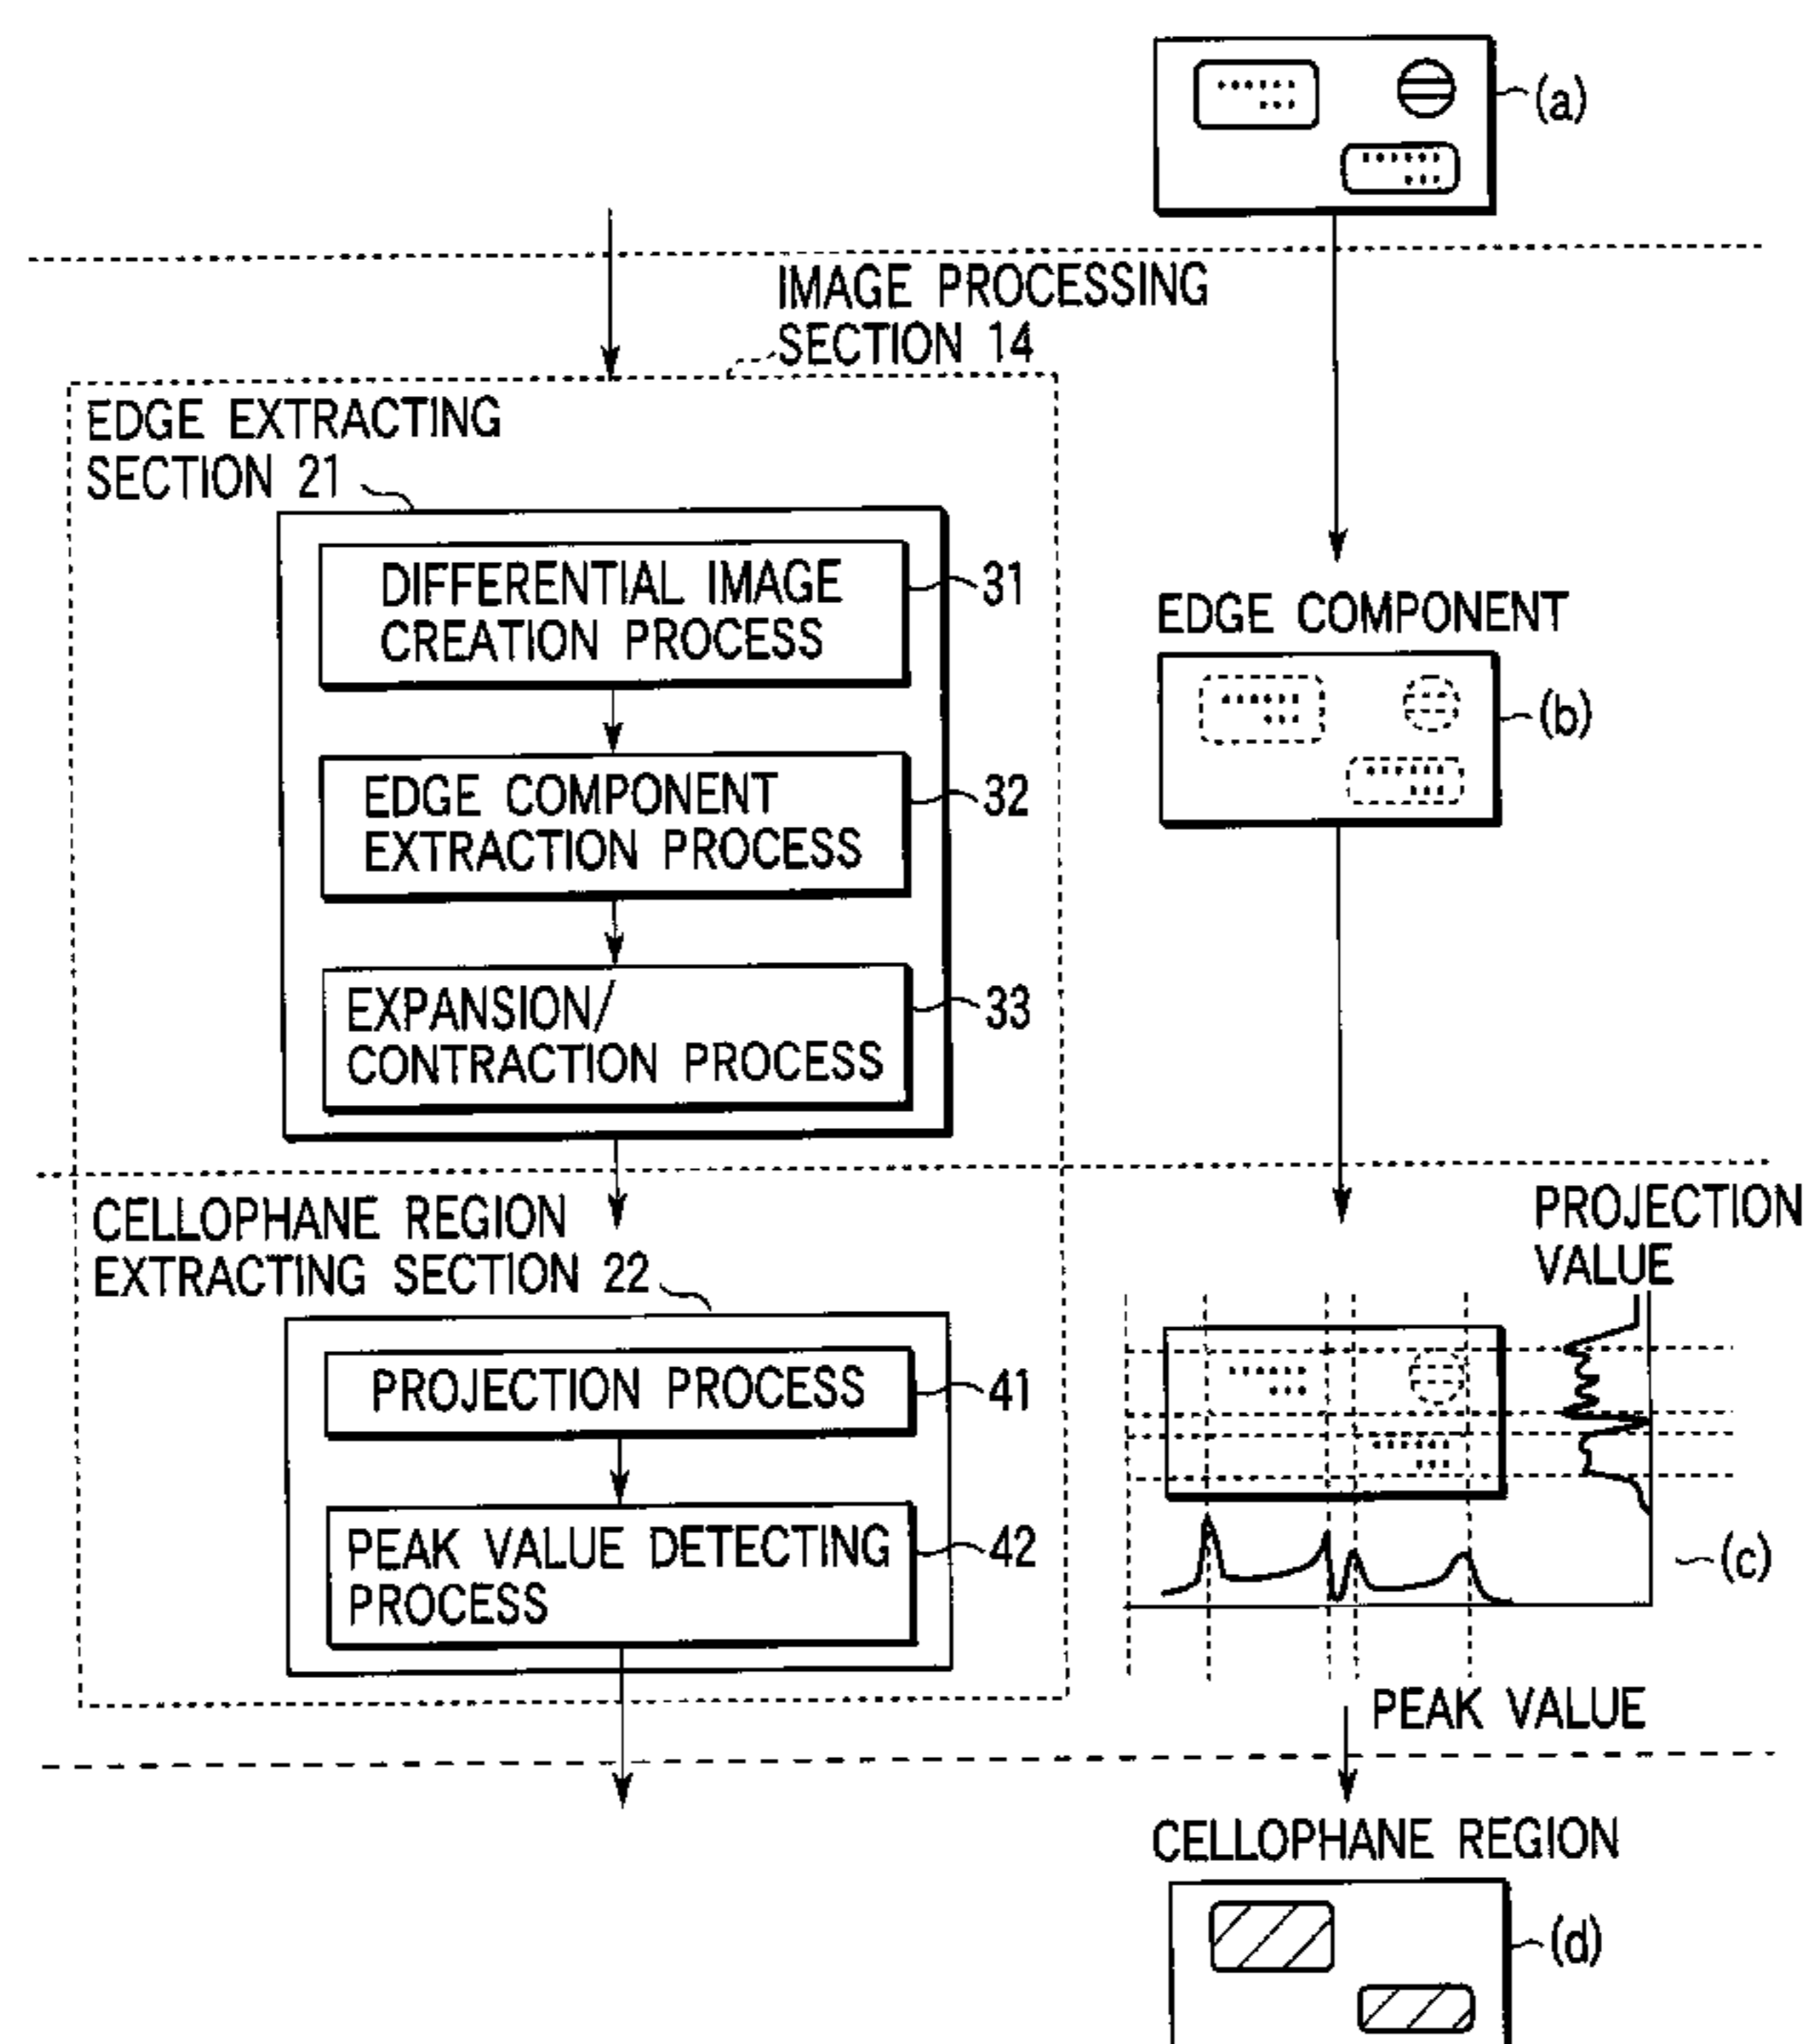 (a)
IMAGE PROCESSING
SECTION 14
EDGE EXTRACTING
SECTION 21
DIFFERENTIAL IMAGE
CREATION PROCESS
31
EDGE COMPONENT
EXTRACTION PROCESS
32
EXPANSION/
CONTRACTION PROCESS
33
EDGE COMPONENT
(b)
CELLOPHANE REGION
EXTRACTING SECTION 22
PROJECTION PROCESS
41
PEAK VALUE DETECTING
PROCESS
42
PROJECTION
VALUE
(c)
PEAK VALUE
CELLOPHANE REGION
(d)